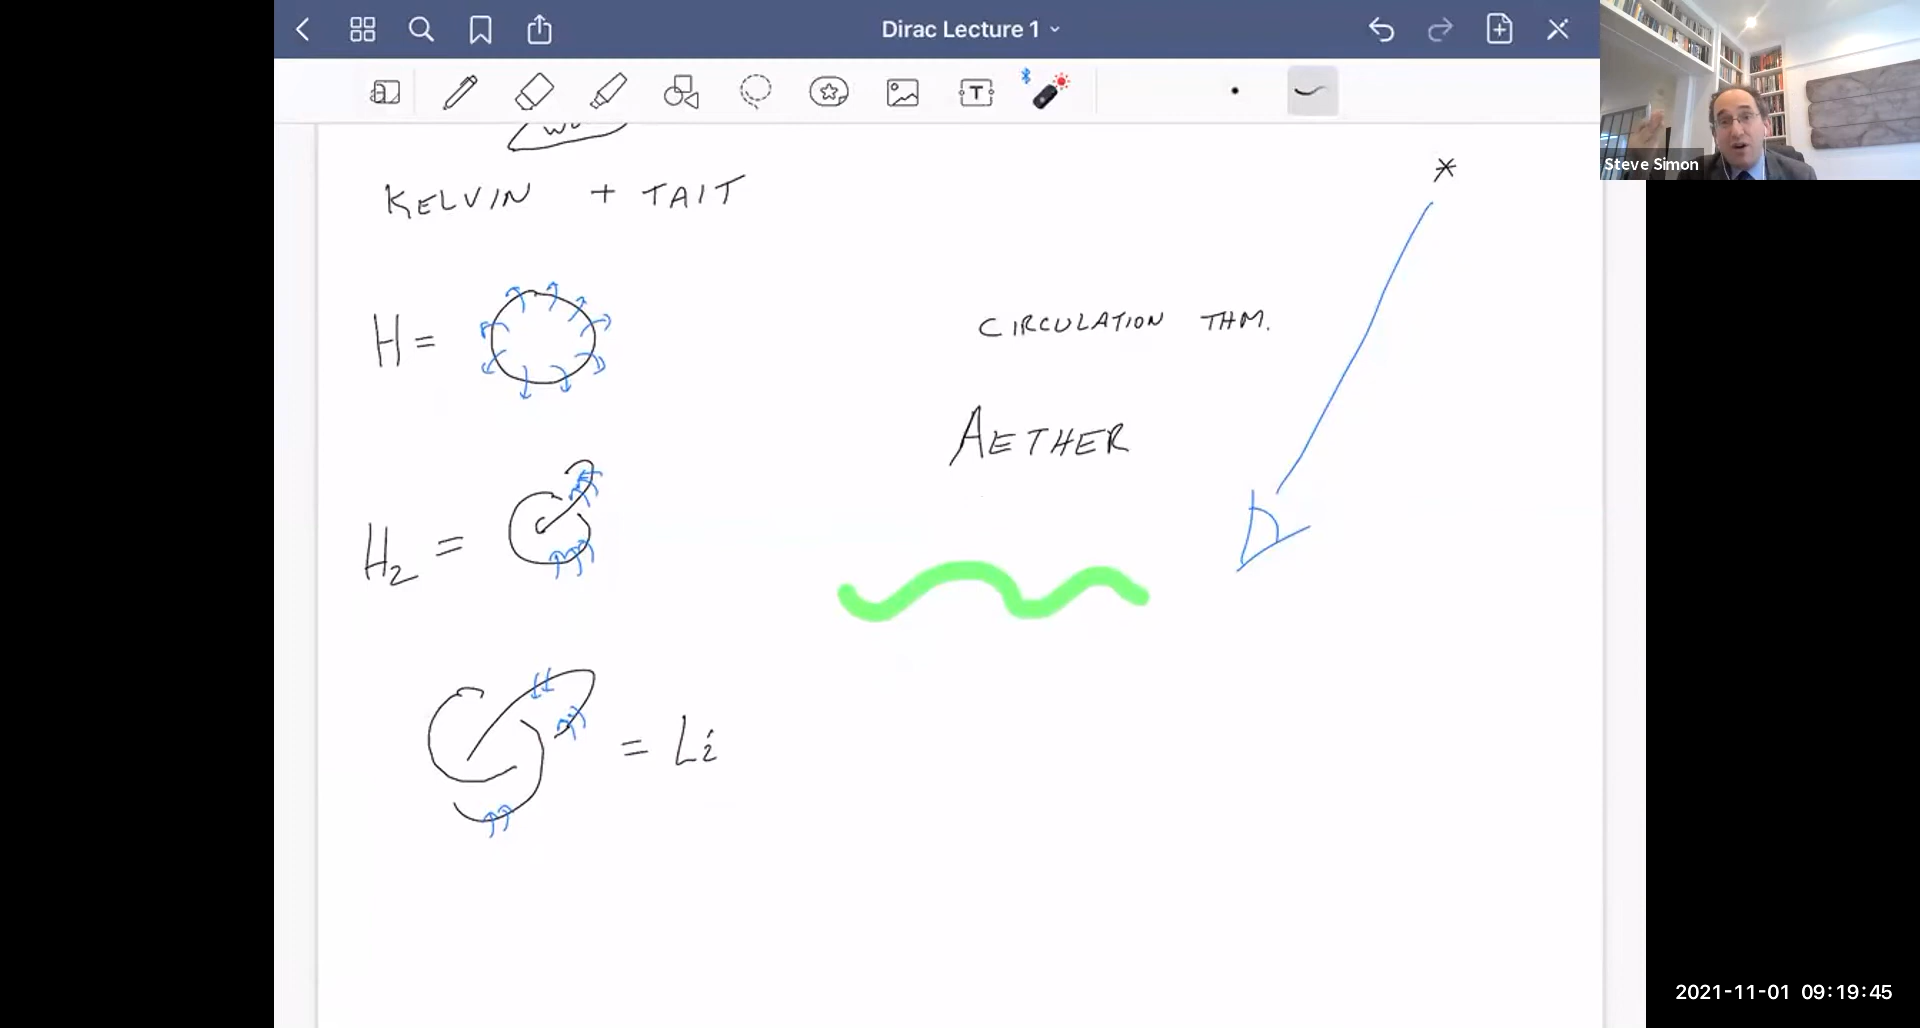 Dirac Lecture 1
T
Steve Simon
KELVIN + TAIT
H =
CIRCULATION THM.
AETHER
H2 =
= Li
2021-11-01 09:19:45